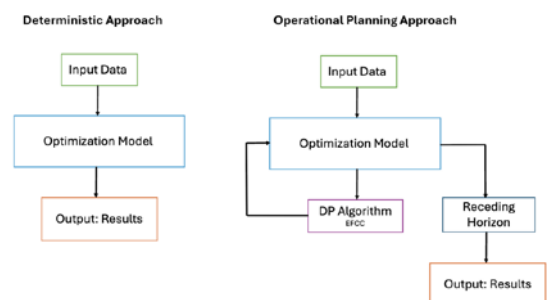 Deterministic Approach
Input Data
Optimization Model
Output: Results
Operational Planning Approach
Input Data
Optimization Model
DP Algorithm
EFCC
Receding
Horizon
Output: Results